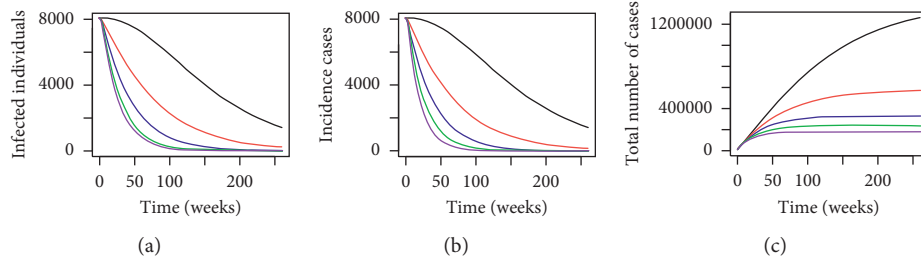 Infected individuals
8000
4000
0
0 50 100 200
Time (weeks)
(a)
Incidence cases
8000
4000
0
0 50 100 200
Time (weeks)
(b)
Total number of cases
1200000
400000
0
0 50 100 200
Time (weeks)
(c)